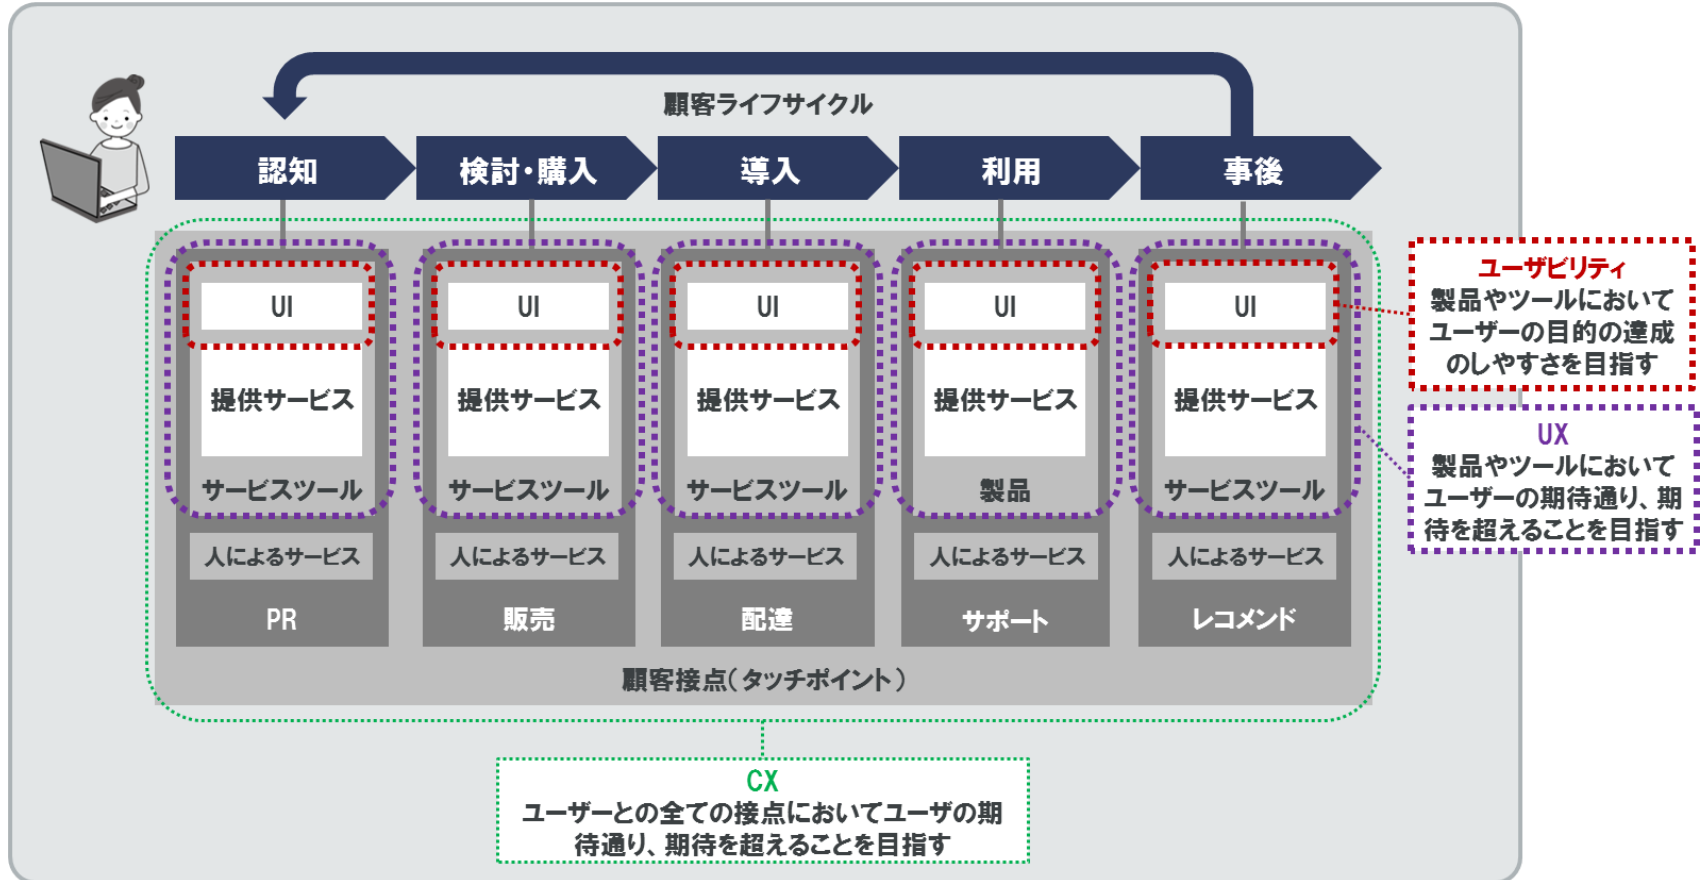 顧客ライフサイクル
認知
検討・購入
導入
利用
事後
UI
提供サービス
サービスツール
人によるサービス
PR
UI
提供サービス
サービスツール
人によるサービス
販売
UI
提供サービス
サービスツール
人によるサービス
配達
UI
提供サービス
製品
人によるサービス
サポート
UI
提供サービス
サービスツール
人によるサービス
レコメンド
顧客接点(タッチポイント)
ユーザビリティ
製品やツールにおいて
ユーザーの目的の達成
のしやすさを目指す
UX
製品やツールにおいて
ユーザーの期待通り、期
待を超えることを目指す
CX
ユーザーとの全ての接点においてユーザの期
待通り、期待を超えることを目指す